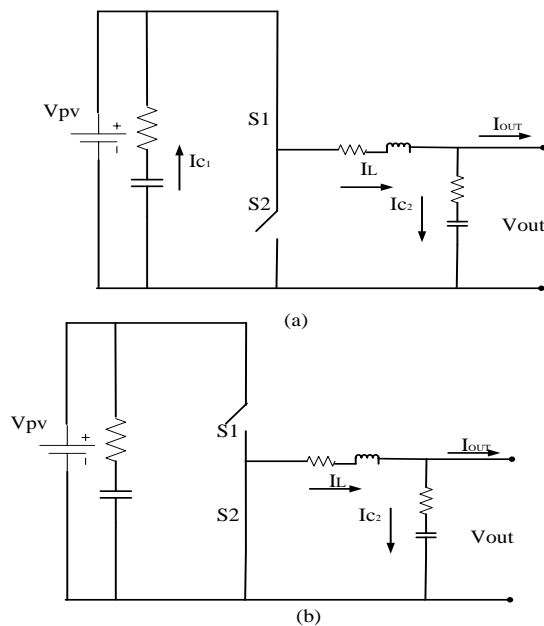 Vpv
+
-
Ic1
S1
S2
IL
Ic2
IOUT
Vout
(a)
Vpv
+
-
S1
S2
IL
Ic2
IOUT
Vout
(b)